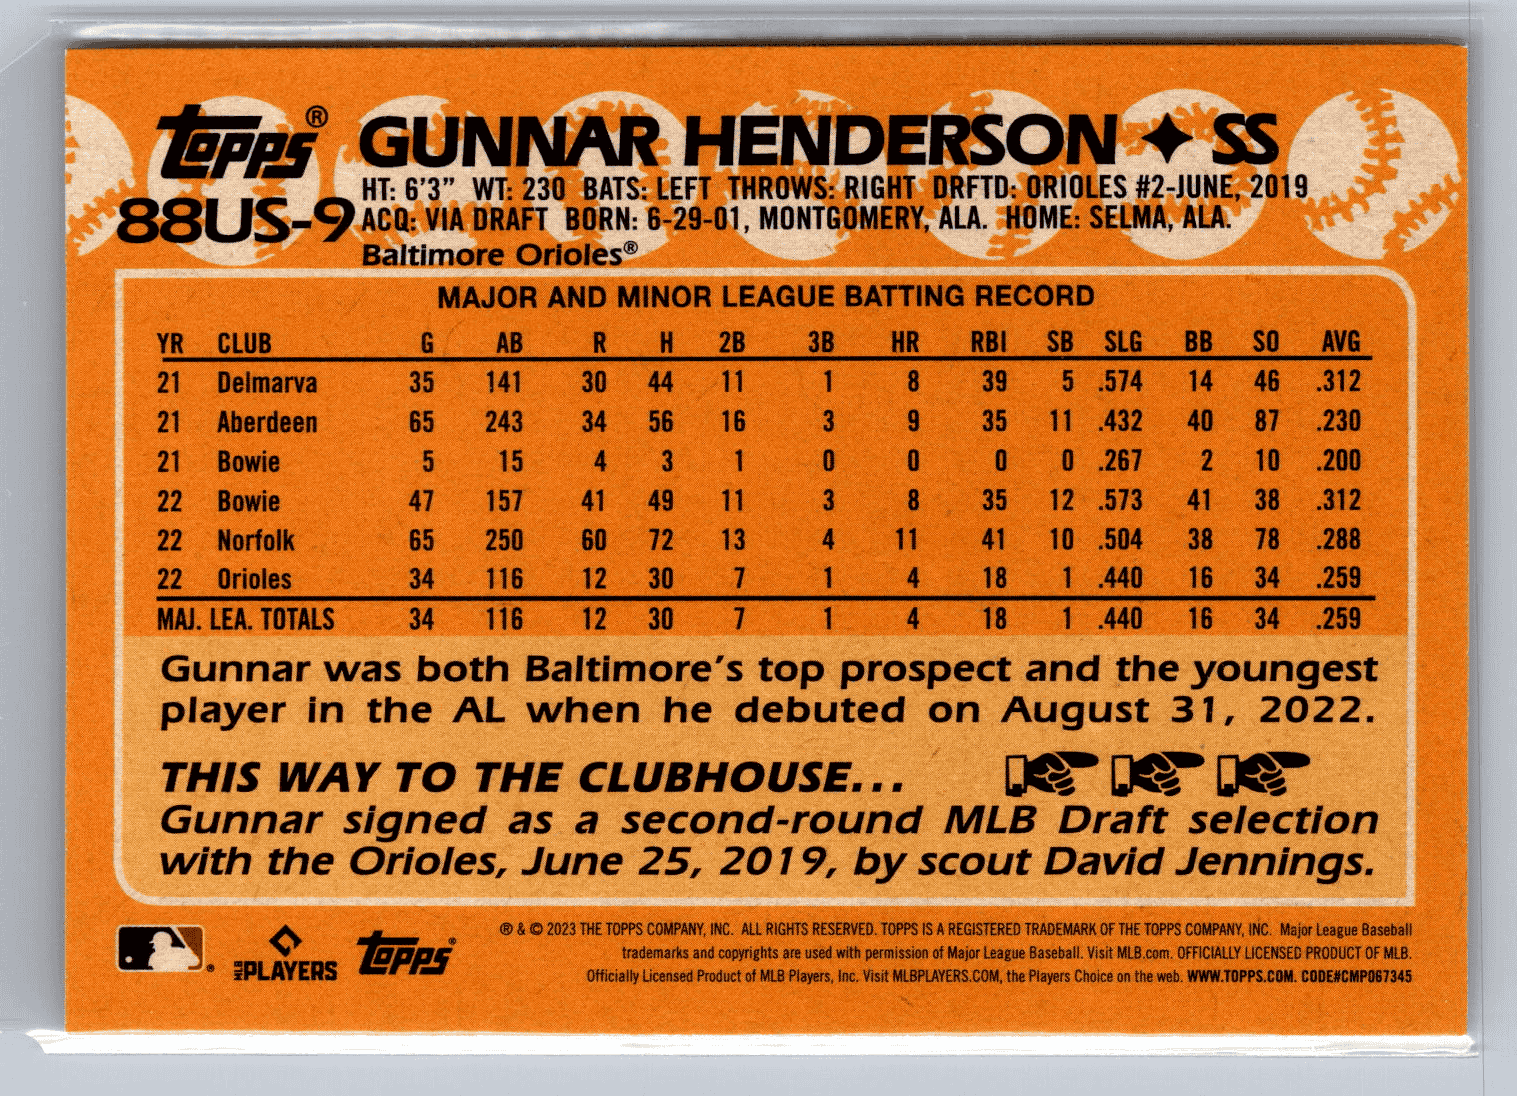 Topps® GUNNAR HENDERSON ✦ SS
88US-9 HT: 6'3" WT: 230 BATS: LEFT THROWS: RIGHT DRFTD: ORIOLES #2-JUNE, 2019
ACQ: VIA DRAFT BORN: 6-29-01, MONTGOMERY, ALA. HOME: SELMA, ALA.
Baltimore Orioles®
MAJOR AND MINOR LEAGUE BATTING RECORD
YR CLUB G AB R H 2B 3B HR RBI SB SLG BB SO AVG
21 Delmarva 35 141 30 44 11 1 8 39 5 .574 14 46 .312
21 Aberdeen 65 243 34 56 16 3 9 35 11 .432 40 87 .230
21 Bowie 5 15 4 3 1 0 0 0 0 .267 2 10 .200
22 Bowie 47 157 41 49 11 3 8 35 12 .573 41 38 .312
22 Norfolk 65 250 60 72 13 4 11 41 10 .504 38 78 .288
22 Orioles 34 116 12 30 7 1 4 18 1 .440 16 34 .259
MAJ. LEA. TOTALS 34 116 12 30 7 1 4 18 1 .440 16 34 .259
Gunnar was both Baltimore's top prospect and the youngest
player in the AL when he debuted on August 31, 2022.
THIS WAY TO THE CLUBHOUSE...
Gunnar signed as a second-round MLB Draft selection
with the Orioles, June 25, 2019, by scout David Jennings.
MLB PLAYERS Topps®
® & © 2023 THE TOPPS COMPANY, INC. ALL RIGHTS RESERVED. TOPPS IS A REGISTERED TRADEMARK OF THE TOPPS COMPANY, INC. Major League Baseball
trademarks and copyrights are used with permission of Major League Baseball. Visit MLB.com. OFFICIALLY LICENSED PRODUCT OF MLB.
Officially Licensed Product of MLB Players, Inc. Visit MLBPLAYERS.COM, the Players Choice on the web. WWW.TOPPS.COM. CODE#CMP067345